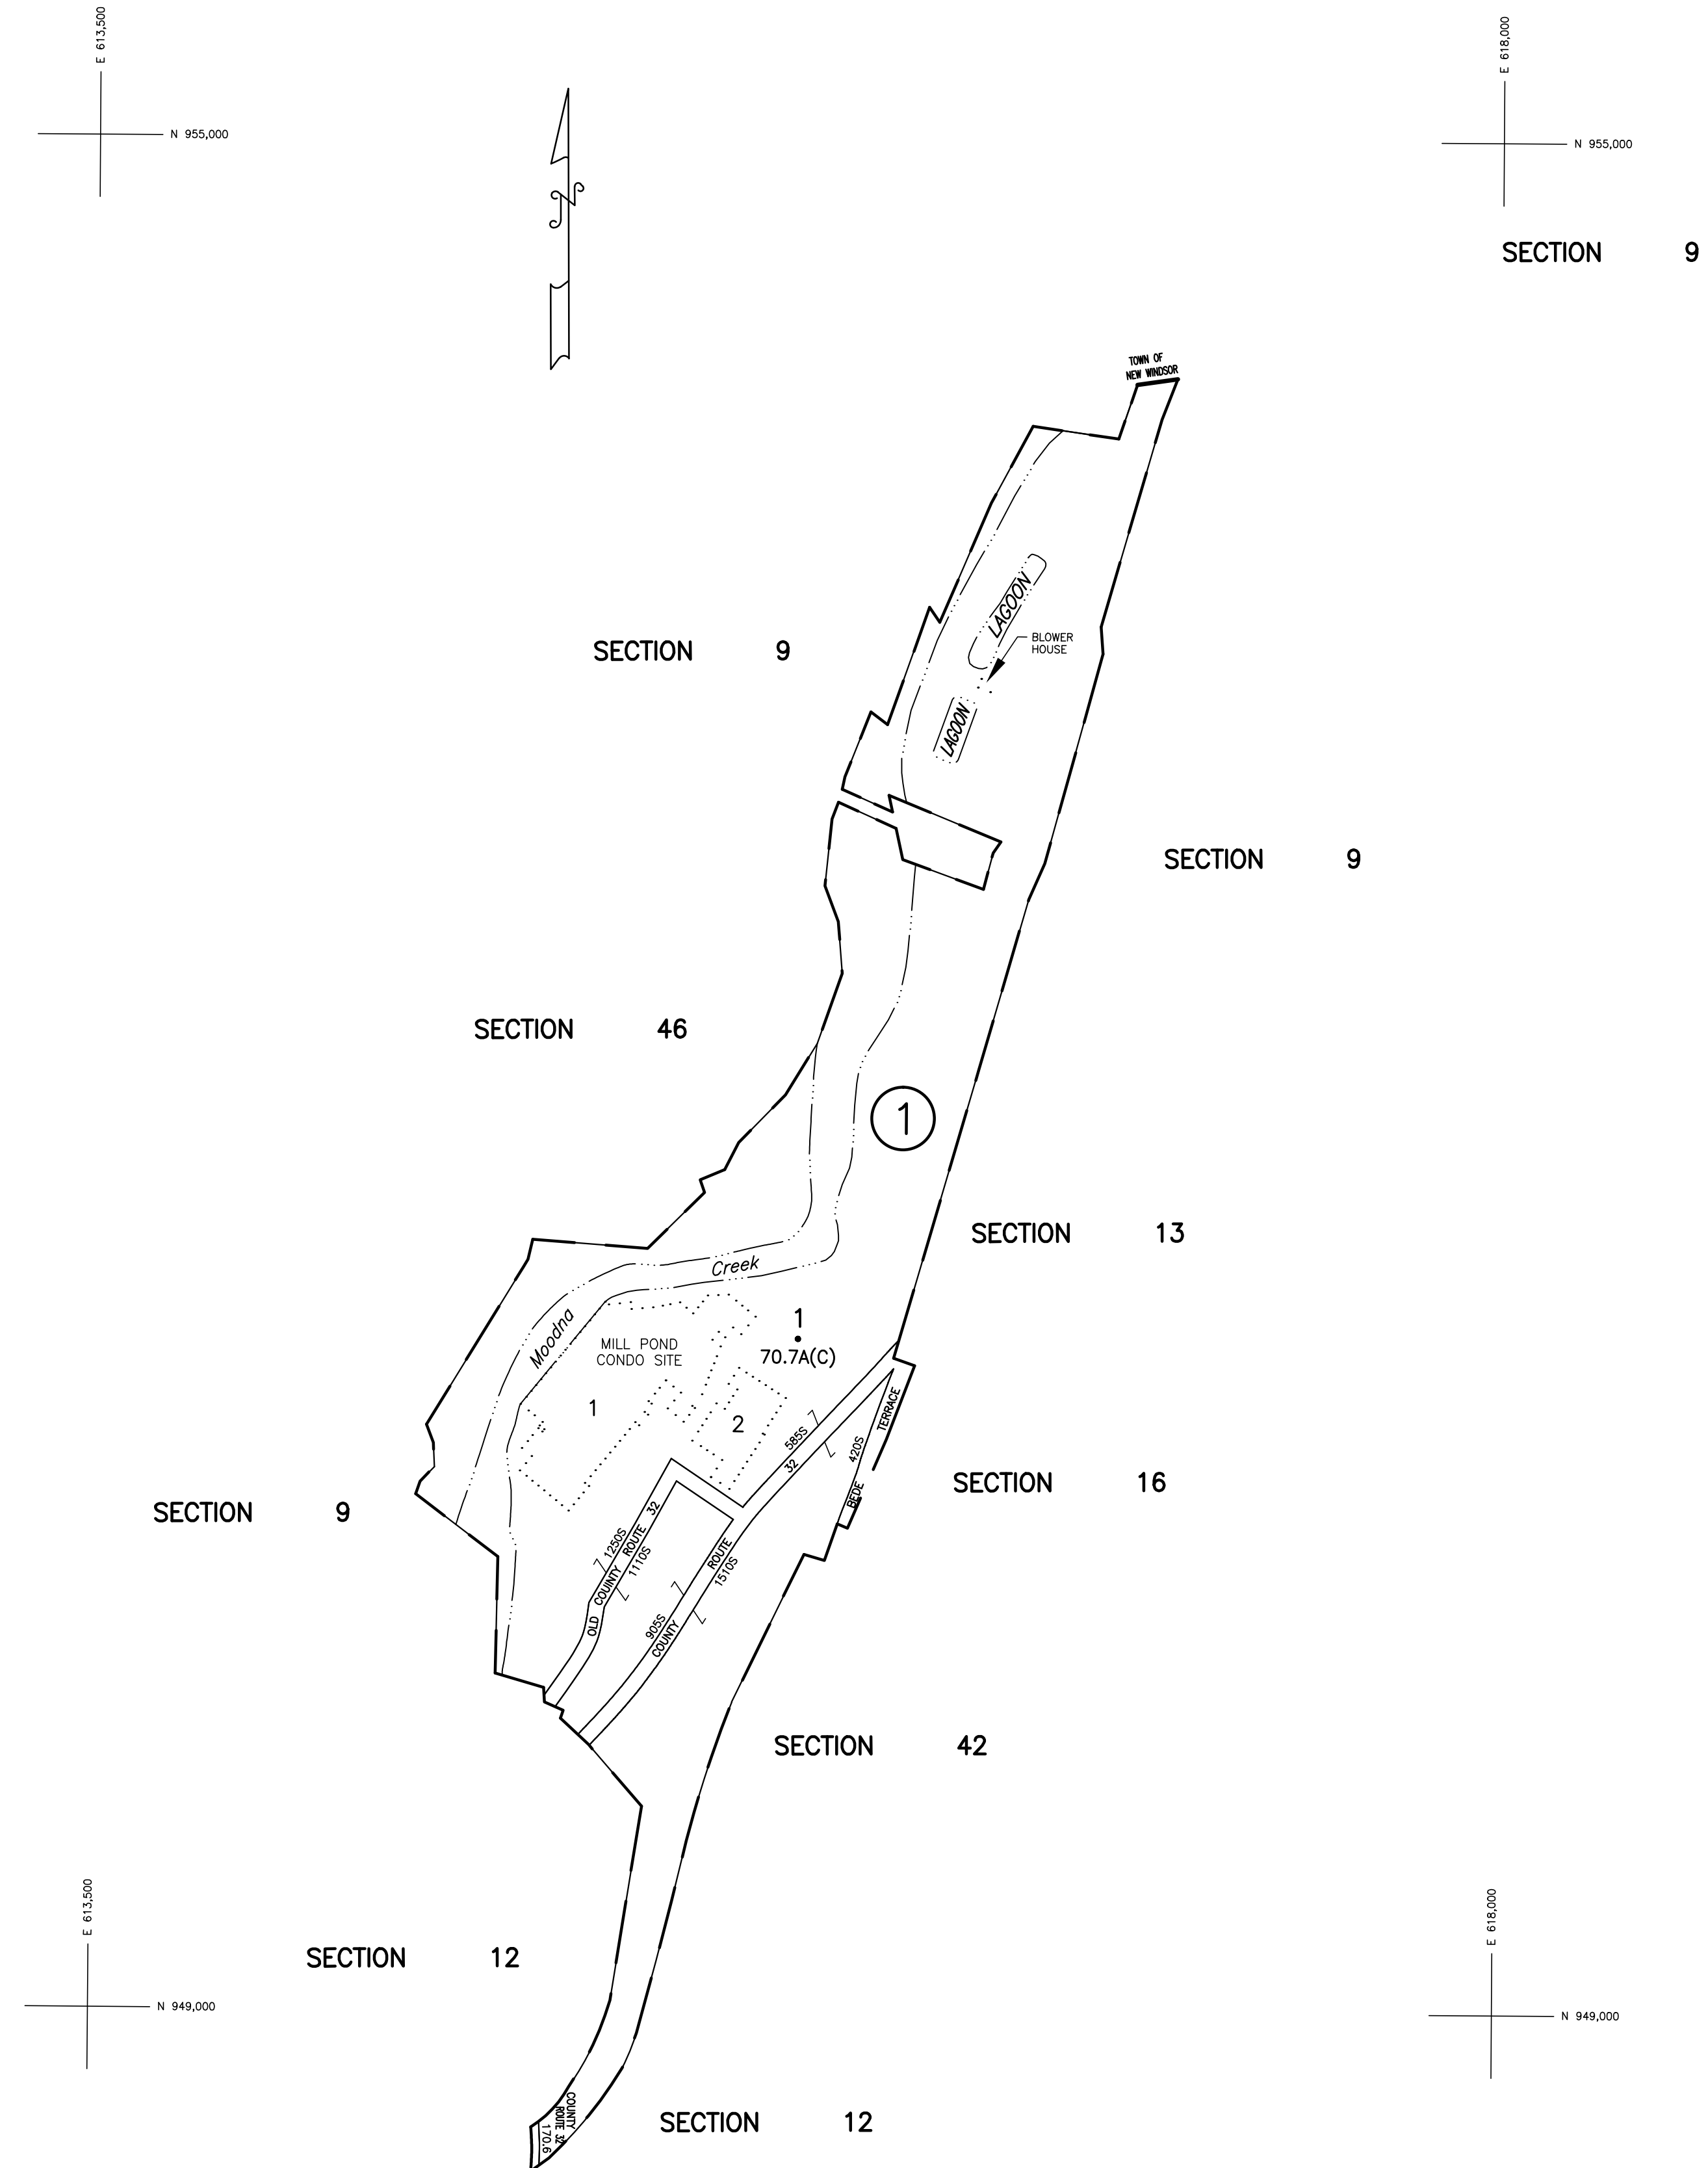 E 613,500
N 955,000
E 618,000
N 955,000
N
SECTION 9
TOWN OF
NEW WINDSOR
LAGOON
BLOWER
HOUSE
SECTION 9
LAGOON
SECTION 9
SECTION 46
1
SECTION 13
Creek
Moodna
1
70.7A(C)
MILL POND
CONDO SITE
1
2
585S
32
420S
BEDE TERRACE
SECTION 16
SECTION 9
1250S
OLD COUINTY ROUTE 32
1110S
905S
COUNTY ROUTE
1510S
SECTION 42
E 613,500
N 949,000
E 618,000
N 949,000
SECTION 12
COUNTY
ROUTE 32
170.6
SECTION 12